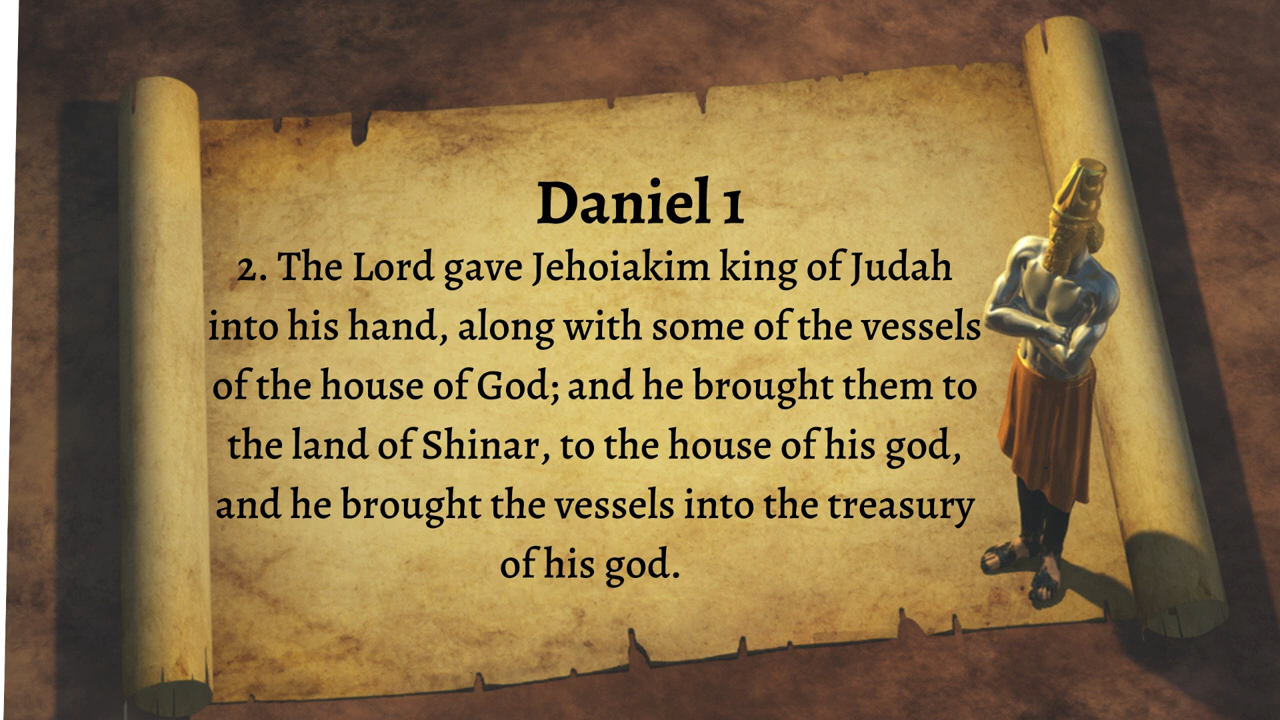 Daniel 1
2. The Lord gave Jehoiakim king of Judah
into his hand, along with some of the vessels
of the house of God; and he brought them to
the land of Shinar, to the house of his god,
and he brought the vessels into the treasury
of his god.